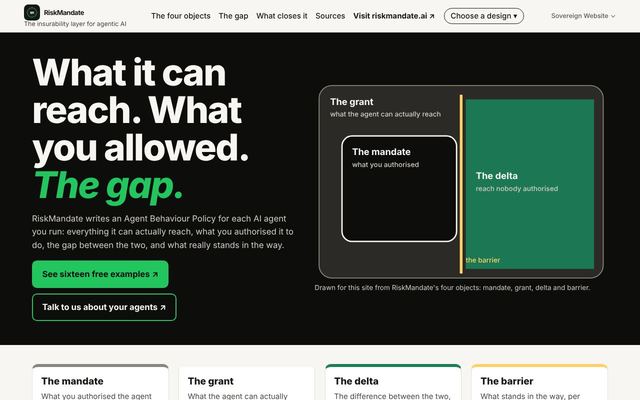 RiskMandate
The insurability layer for agentic AI
The four objects
The gap
What closes it
Sources
Visit riskmandate.ai ↗
Choose a design ▾
Sovereign Website
What it can
reach. What
you allowed.
The gap.
RiskMandate writes an Agent Behaviour Policy for each AI agent
you run: everything it can actually reach, what you authorised it to
do, the gap between the two, and what really stands in the way.
See sixteen free examples ↗
Talk to us about your agents ↗
The grant
what the agent can actually reach
The mandate
what you authorised
The delta
reach nobody authorised
the barrier
Drawn for this site from RiskMandate's four objects: mandate, grant, delta and barrier.
The mandate
What you authorised the agent
The grant
What the agent can actually
The delta
The difference between the two,
The barrier
What stands in the way, per